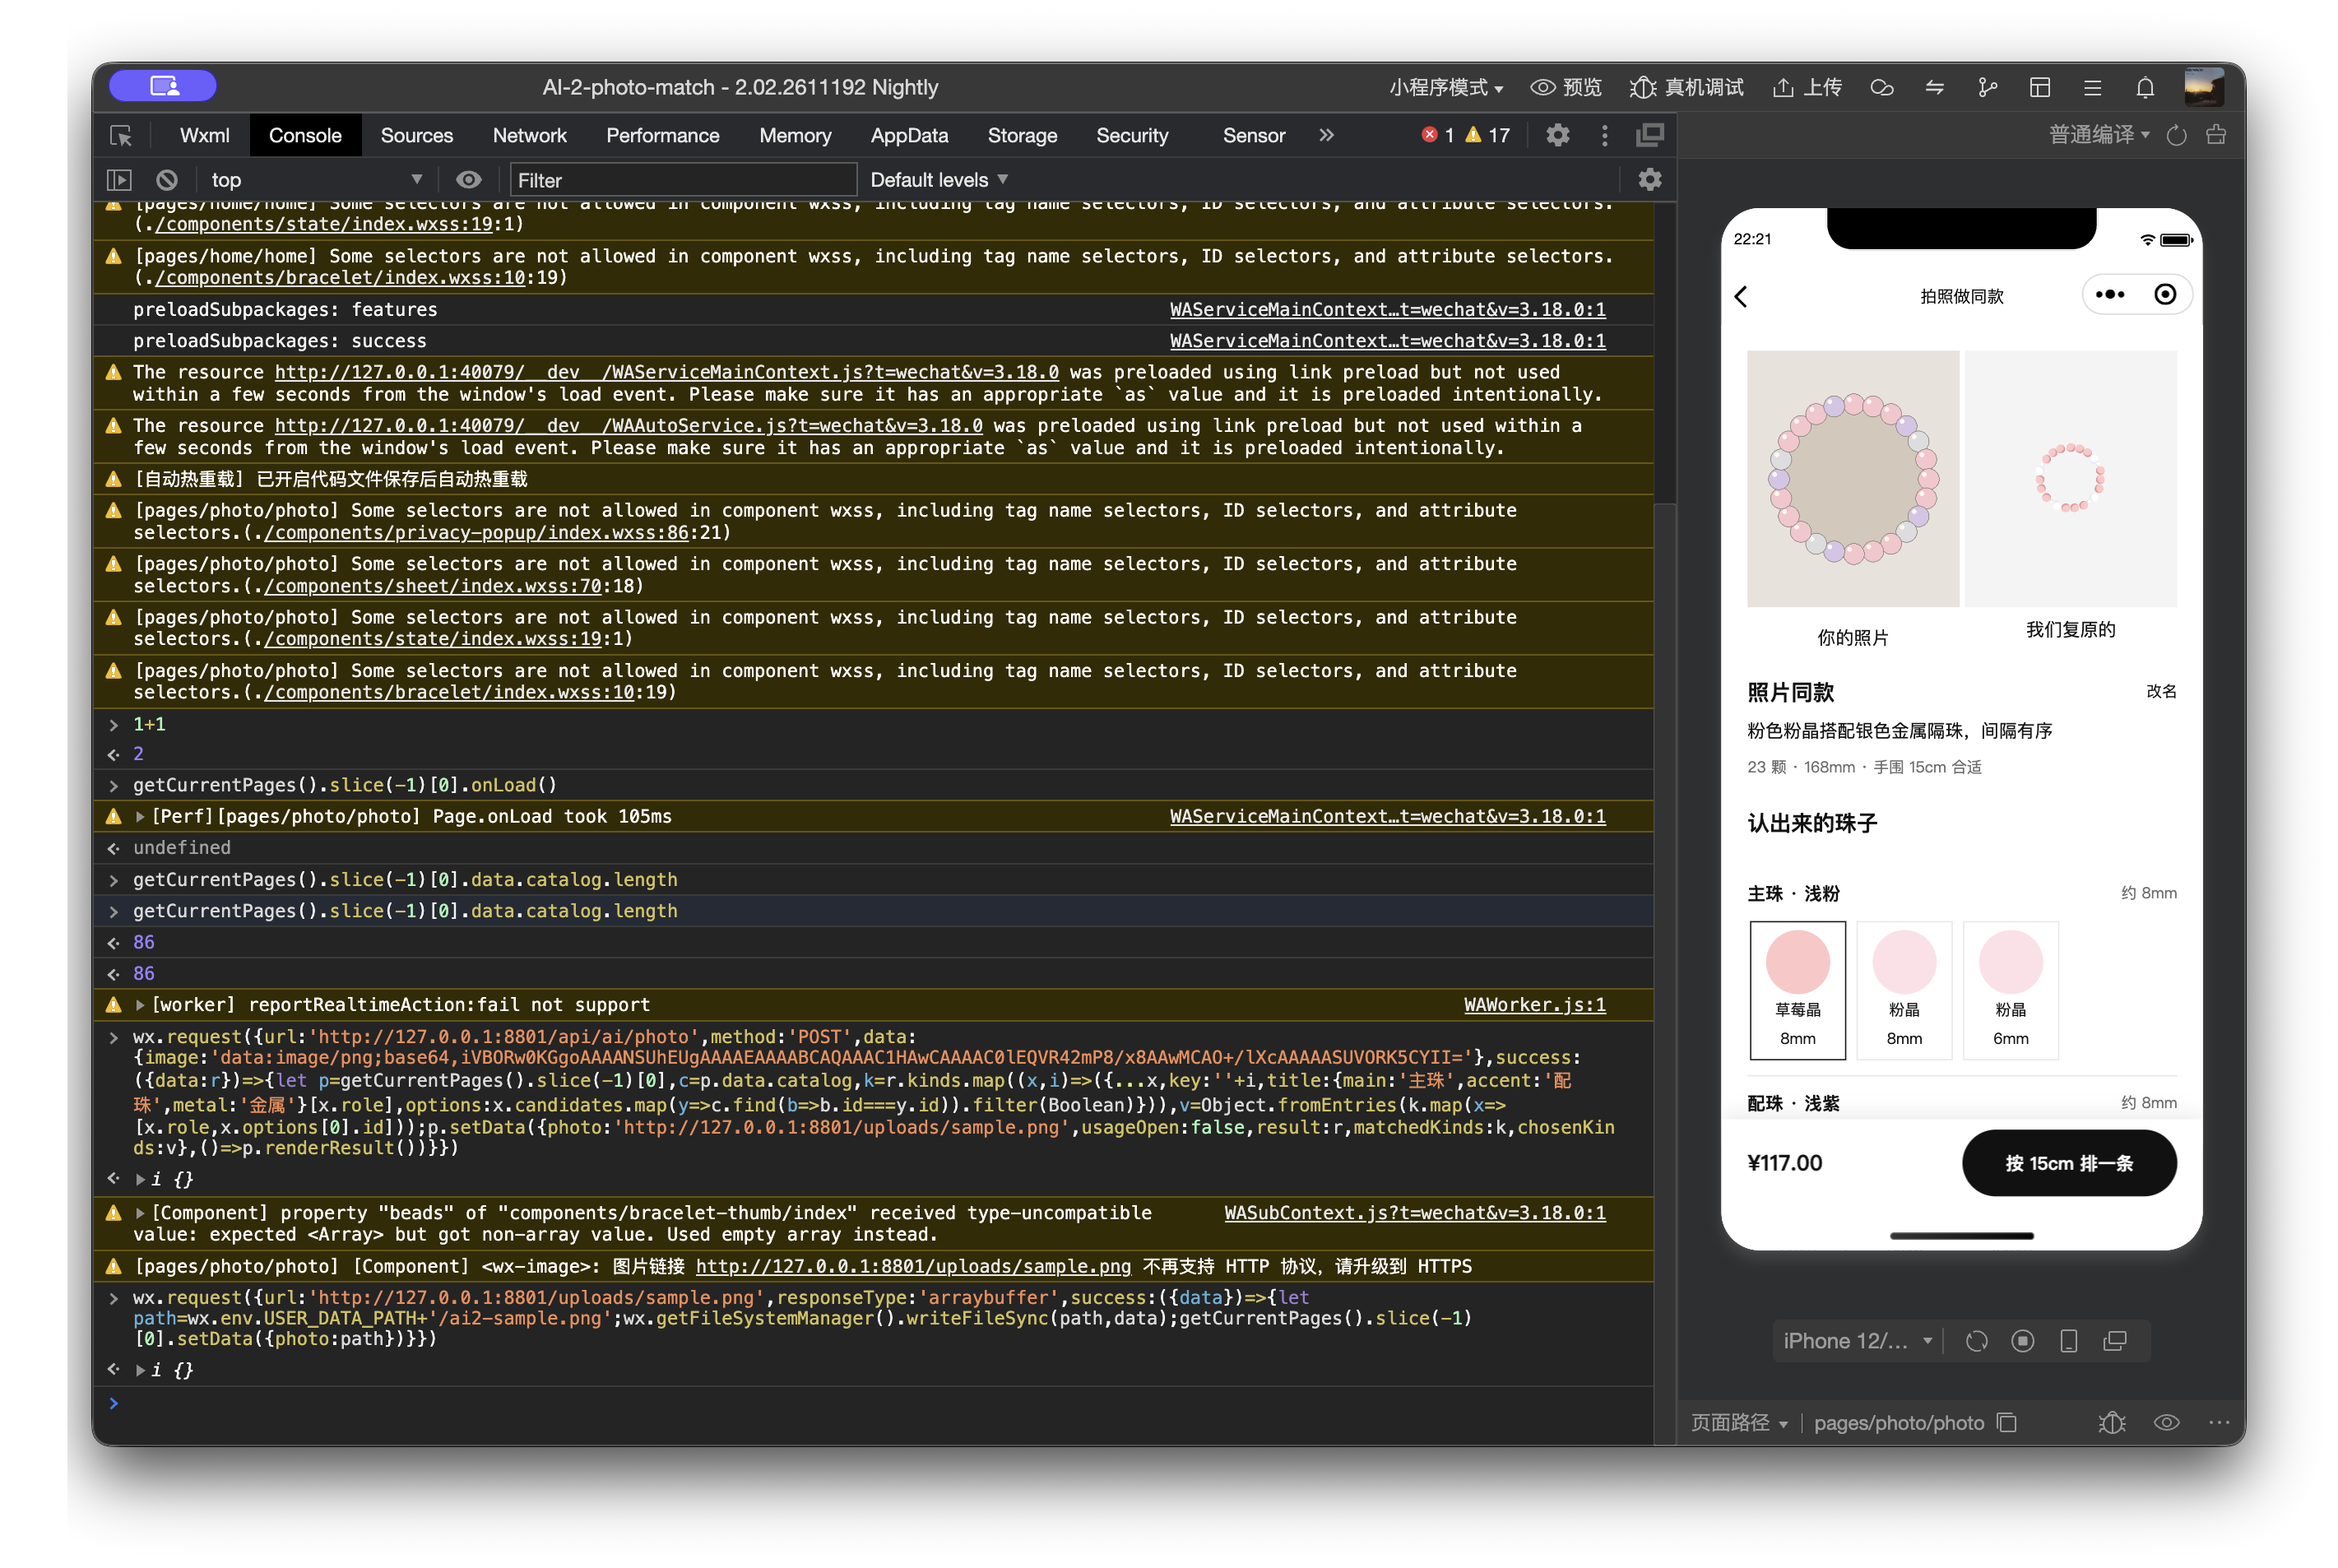 AI-2-photo-match - 2.02.2611192 Nightly
小程序模式 预览 真机调试 上传
Wxml Console Sources Network Performance Memory AppData Storage Security Sensor 1 17
普通编译
top Filter Default levels
[pages/home/home] Some selectors are not allowed in component wxss, including tag name selectors, ID selectors, and attribute selectors.
(./components/state/index.wxss:19:1)
[pages/home/home] Some selectors are not allowed in component wxss, including tag name selectors, ID selectors, and attribute selectors.
(./components/bracelet/index.wxss:10:19)
preloadSubpackages: features WAServiceMainContext…t=wechat&v=3.18.0:1
preloadSubpackages: success WAServiceMainContext…t=wechat&v=3.18.0:1
The resource http://127.0.0.1:40079/__dev__/WAServiceMainContext.js?t=wechat&v=3.18.0 was preloaded using link preload but not used
within a few seconds from the window's load event. Please make sure it has an appropriate `as` value and it is preloaded intentionally.
The resource http://127.0.0.1:40079/__dev__/WAAutoService.js?t=wechat&v=3.18.0 was preloaded using link preload but not used within a
few seconds from the window's load event. Please make sure it has an appropriate `as` value and it is preloaded intentionally.
[自动热重载] 已开启代码文件保存后自动热重载
[pages/photo/photo] Some selectors are not allowed in component wxss, including tag name selectors, ID selectors, and attribute
selectors.(./components/privacy-popup/index.wxss:86:21)
[pages/photo/photo] Some selectors are not allowed in component wxss, including tag name selectors, ID selectors, and attribute
selectors.(./components/sheet/index.wxss:70:18)
[pages/photo/photo] Some selectors are not allowed in component wxss, including tag name selectors, ID selectors, and attribute
selectors.(./components/state/index.wxss:19:1)
[pages/photo/photo] Some selectors are not allowed in component wxss, including tag name selectors, ID selectors, and attribute
selectors.(./components/bracelet/index.wxss:10:19)
1+1
2
getCurrentPages().slice(-1)[0].onLoad()
[Perf][pages/photo/photo] Page.onLoad took 105ms WAServiceMainContext…t=wechat&v=3.18.0:1
undefined
getCurrentPages().slice(-1)[0].data.catalog.length
getCurrentPages().slice(-1)[0].data.catalog.length
86
86
[worker] reportRealtimeAction:fail not support WAWorker.js:1
wx.request({url:'http://127.0.0.1:8801/api/ai/photo',method:'POST',data:
{image:'data:image/png;base64,iVBORw0KGgoAAAANSUhEUgAAAAEAAAABCAQAAAC1HAwCAAAAC0lEQVR42mP8/x8AAwMCAO+/lXcAAAAASUVORK5CYII='},success:
({data:r})=>{let p=getCurrentPages().slice(-1)[0],c=p.data.catalog,k=r.kinds.map((x,i)=>({...x,key:''+i,title:{main:'主珠',accent:'配
珠',metal:'金属'}[x.role],options:x.candidates.map(y=>c.find(b=>b.id===y.id)).filter(Boolean)})),v=Object.fromEntries(k.map(x=>
[x.role,x.options[0].id]));p.setData({photo:'http://127.0.0.1:8801/uploads/sample.png',usageOpen:false,result:r,matchedKinds:k,chosenKin
ds:v},()=>p.renderResult())}})
i {}
[Component] property "beads" of "components/bracelet-thumb/index" received type-uncompatible WASubContext.js?t=wechat&v=3.18.0:1
value: expected <Array> but got non-array value. Used empty array instead.
[pages/photo/photo] [Component] <wx-image>: 图片链接 http://127.0.0.1:8801/uploads/sample.png 不再支持 HTTP 协议，请升级到 HTTPS
wx.request({url:'http://127.0.0.1:8801/uploads/sample.png',responseType:'arraybuffer',success:({data})=>{let
path=wx.env.USER_DATA_PATH+'/ai2-sample.png';wx.getFileSystemManager().writeFileSync(path,data);getCurrentPages().slice(-1)
[0].setData({photo:path})}})
i {}
22:21
拍照做同款
你的照片
我们复原的
照片同款 改名
粉色粉晶搭配银色金属隔珠，间隔有序
23 颗 · 168mm · 手围 15cm 合适
认出来的珠子
主珠 · 浅粉 约 8mm
草莓晶 粉晶 粉晶
8mm 8mm 6mm
配珠 · 浅紫 约 8mm
¥117.00 按 15cm 排一条
iPhone 12/...
页面路径 pages/photo/photo